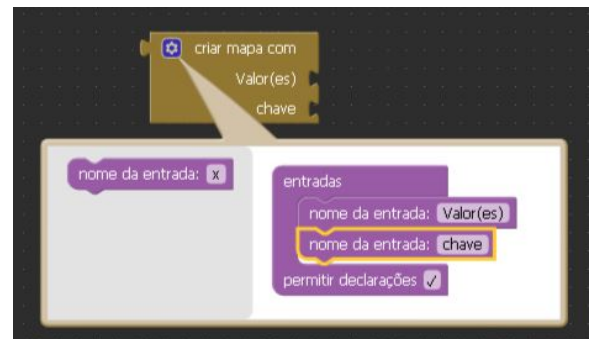 criar mapa com
Valor(es)
chave
nome da entrada: x
entradas
nome da entrada: Valor(es)
nome da entrada: chave
permitir declarações